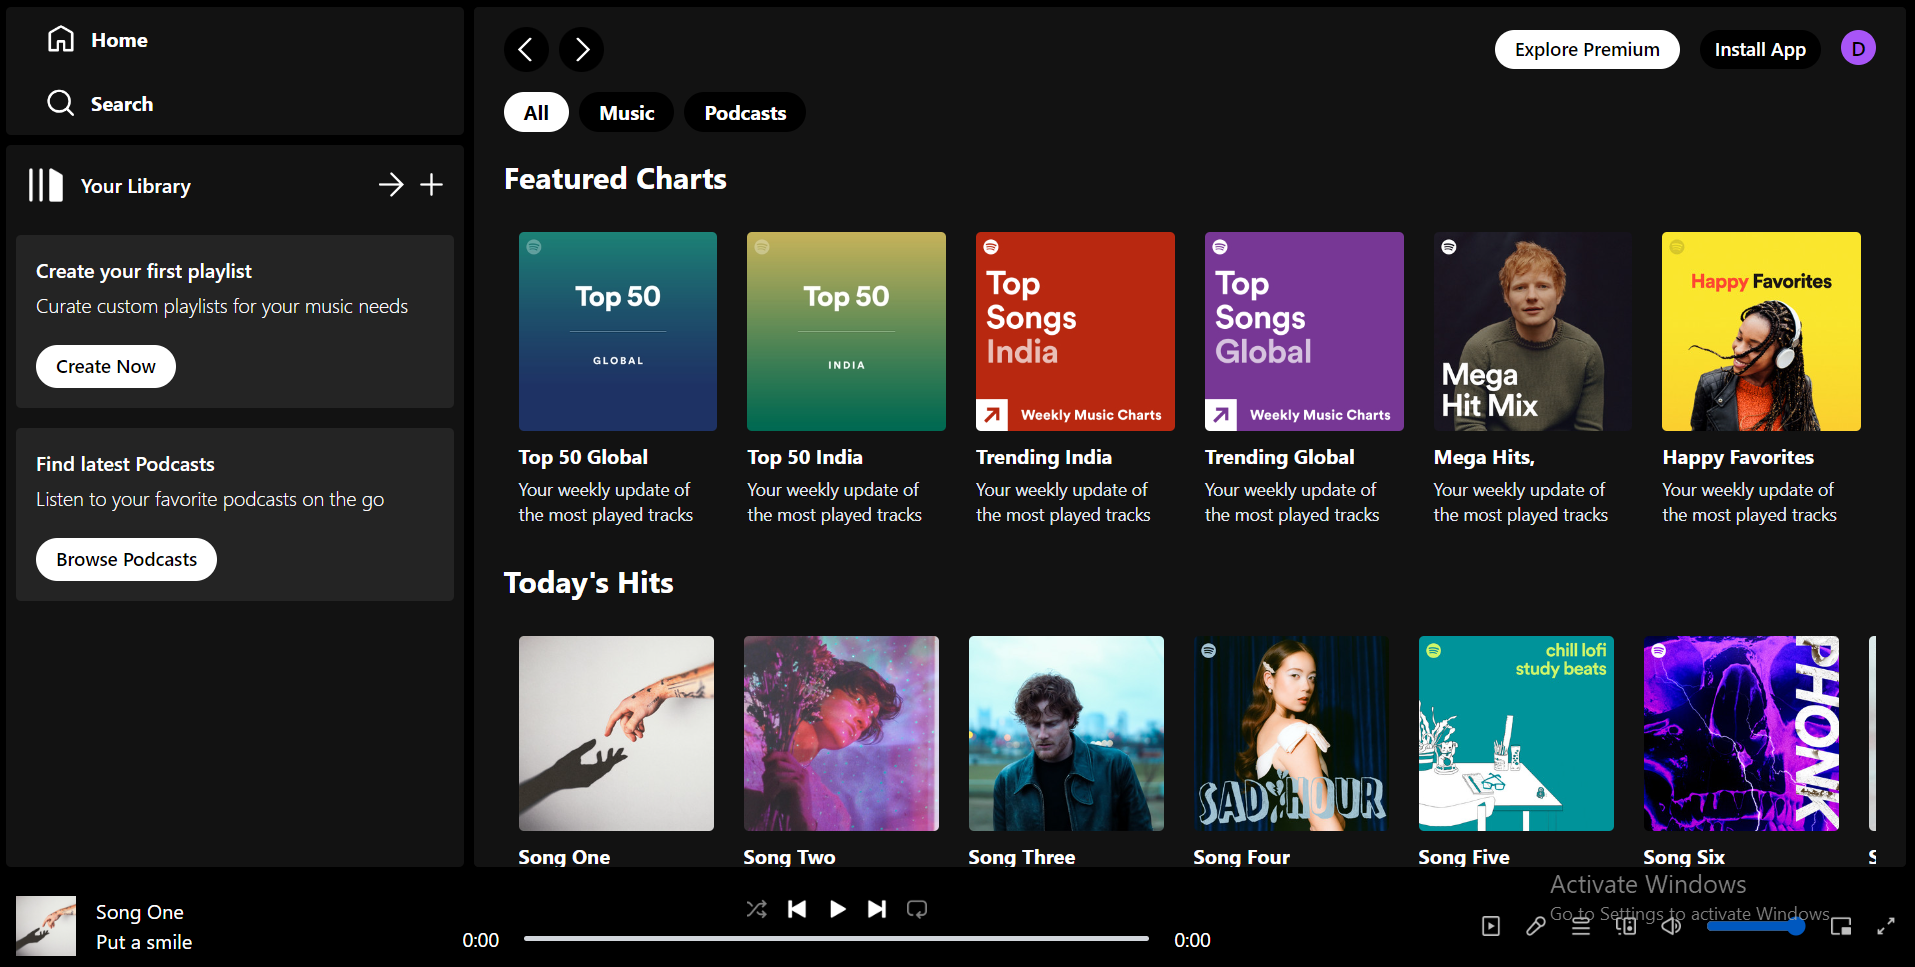 Home
Search
Your Library
Create your first playlist
Curate custom playlists for your music needs
Create Now
Find latest Podcasts
Listen to your favorite podcasts on the go
Browse Podcasts
Explore Premium
Install App
D
All
Music
Podcasts
Featured Charts
Top 50
GLOBAL
Top 50 Global
Your weekly update of
the most played tracks
Top 50
INDIA
Top 50 India
Your weekly update of
the most played tracks
Top
Songs
India
Weekly Music Charts
Trending India
Your weekly update of
the most played tracks
Top
Songs
Global
Weekly Music Charts
Trending Global
Your weekly update of
the most played tracks
Mega
Hit Mix
Mega Hits,
Your weekly update of
the most played tracks
Happy Favorites
Happy Favorites
Your weekly update of
the most played tracks
Today's Hits
Song One
Song Two
Song Three
SAD HOUR
Song Four
chill lofi
study beats
Song Five
PHONK
Song Six
Song One
Put a smile
0:00
0:00
Activate Windows
Go to Settings to activate Windows.